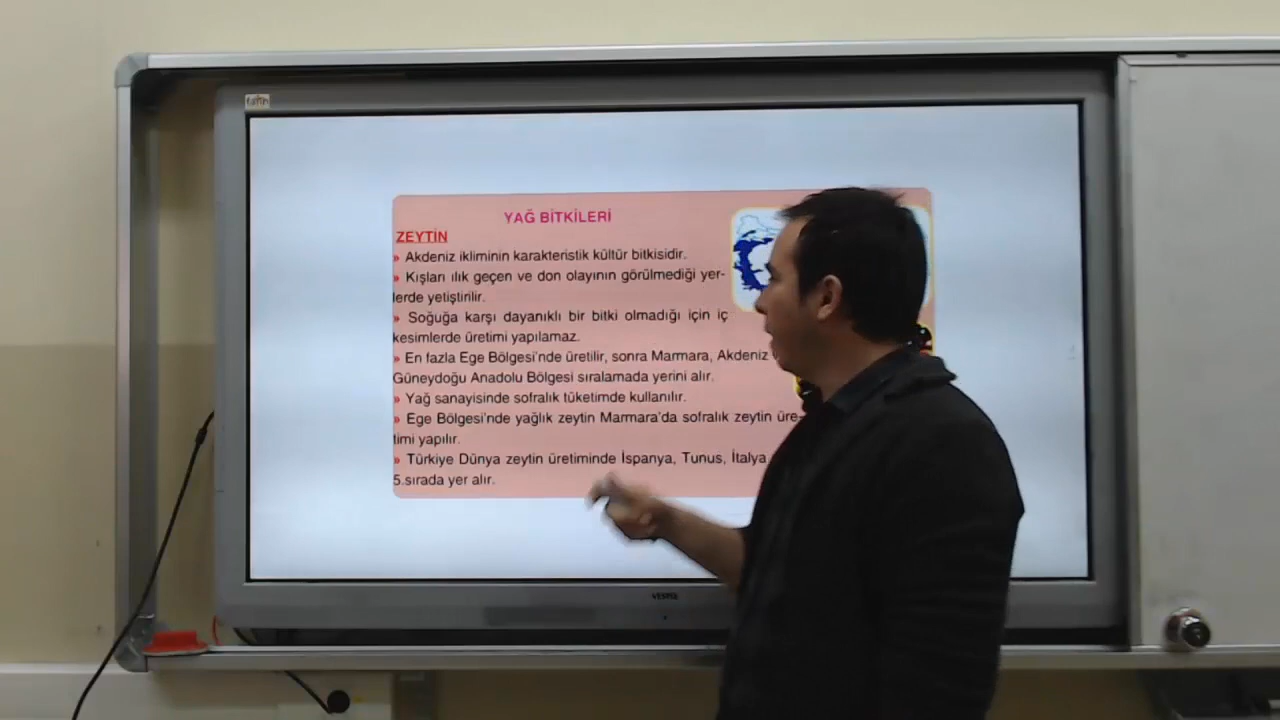 YAĞ BİTKİLERİ
ZEYTİN
» Akdeniz ikliminin karakteristik kültür bitkisidir.
» Kışları ılık geçen ve don olayının görülmediği yer-
lerde yetiştirilir.
» Soğuğa karşı dayanıklı bir bitki olmadığı için iç
kesimlerde üretimi yapılamaz.
» En fazla Ege Bölgesi'nde üretilir, sonra Marmara, Akdeniz
Güneydoğu Anadolu Bölgesi sıralamada yerini alır.
» Yağ sanayisinde sofralık tüketimde kullanılır.
» Ege Bölgesi'nde yağlık zeytin Marmara'da sofralık zeytin üre-
timi yapılır.
» Türkiye Dünya zeytin üretiminde İspanya, Tunus, İtalya
5.sırada yer alır.
VESTEL